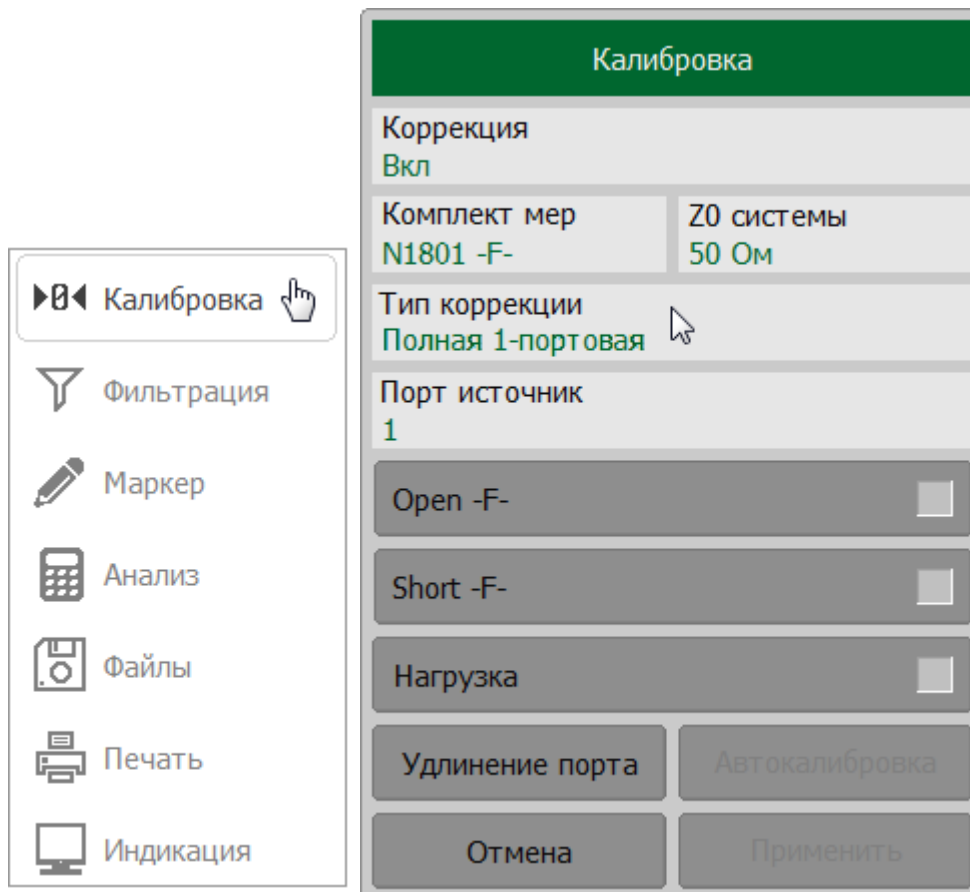 Калибровка
Фильтрация
Маркер
Анализ
Файлы
Печать
Индикация
Калибровка
Коррекция
Вкл
Комплект мер
N1801 -F-
Z0 системы
50 Ом
Тип коррекции
Полная 1-портовая
Порт источник
1
Open -F-
Short -F-
Нагрузка
Удлинение порта
Автокалибровка
Отмена
Применить